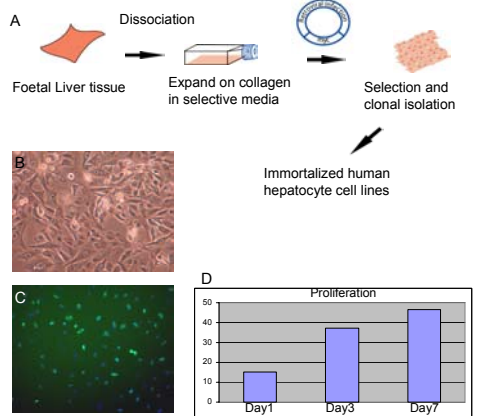 A
Dissociation
Foetal Liver tissue
Expand on collagen
in selective media
Selection and
clonal isolation
Immortalized human
hepatocyte cell lines
B
C
D
Proliferation
50
40
30
20
10
0
Day1
Day3
Day7